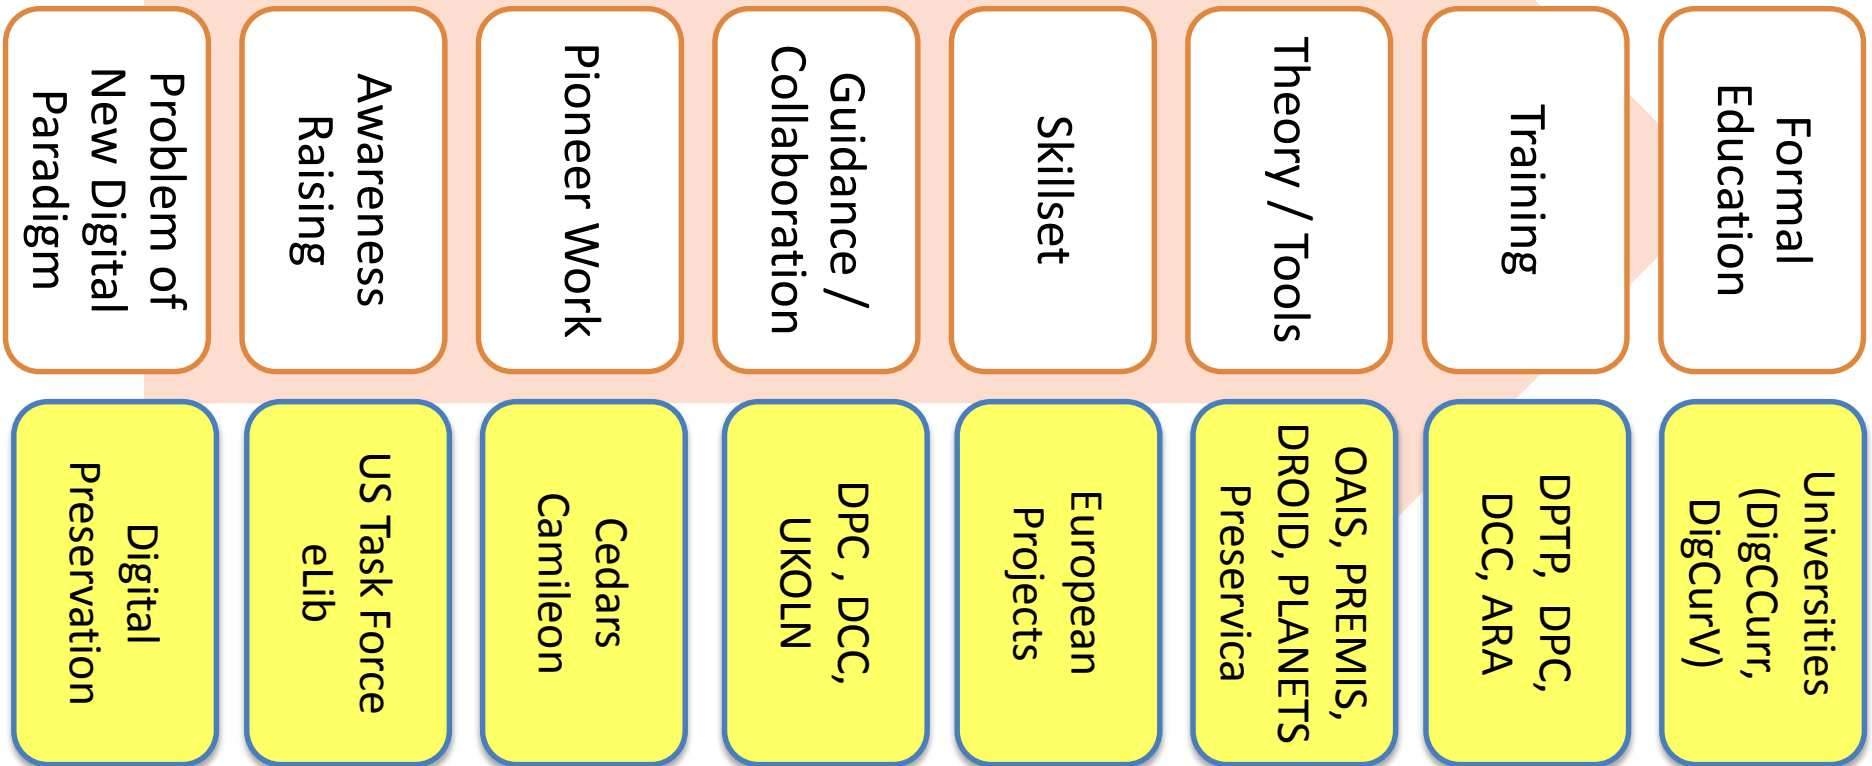 Problem of
New Digital
Paradigm
Awareness
Raising
Pioneer Work
Guidance /
Collaboration
Skillset
Theory / Tools
Training
Formal
Education
Digital
Preservation
US Task Force
eLib
Cedars
Camileon
DPC , DCC,
UKOLN
European
Projects
OAIS, PREMIS,
DROID, PLANETS
Preservica
DPTP, DPC,
DCC, ARA
Universities
(DigCCurr,
DigCurV)